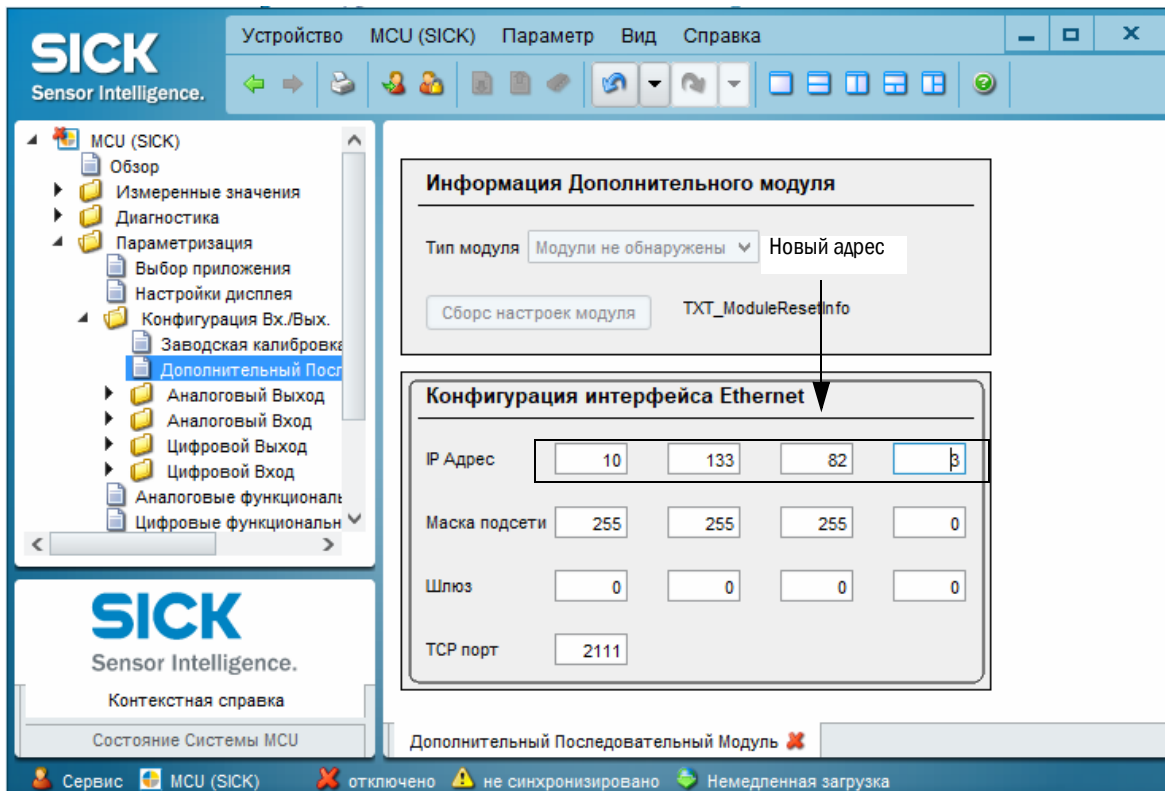 SICK
Sensor Intelligence.
Устройство MCU (SICK) Параметр Вид Справка
MCU (SICK)
Обзор
Измеренные значения
Диагностика
Параметризация
Выбор приложения
Настройки дисплея
Конфигурация Вх./Вых.
Заводская калибровка
Дополнительный Посл
Аналоговый Выход
Аналоговый Вход
Цифровой Выход
Цифровой Вход
Аналоговые функциональ
Цифровые функциональн
SICK
Sensor Intelligence.
Контекстная справка
Состояние Системы MCU
Информация Дополнительного модуля
Тип модуля Модули не обнаружены Новый адрес
Сборс настроек модуля TXT_ModuleResetInfo
Конфигурация интерфейса Ethernet
IP Адрес 10 133 82 3
Маска подсети 255 255 255 0
Шлюз 0 0 0 0
TCP порт 2111
Дополнительный Последовательный Модуль
Сервис MCU (SICK) отключено не синхронизировано Немедленная загрузка